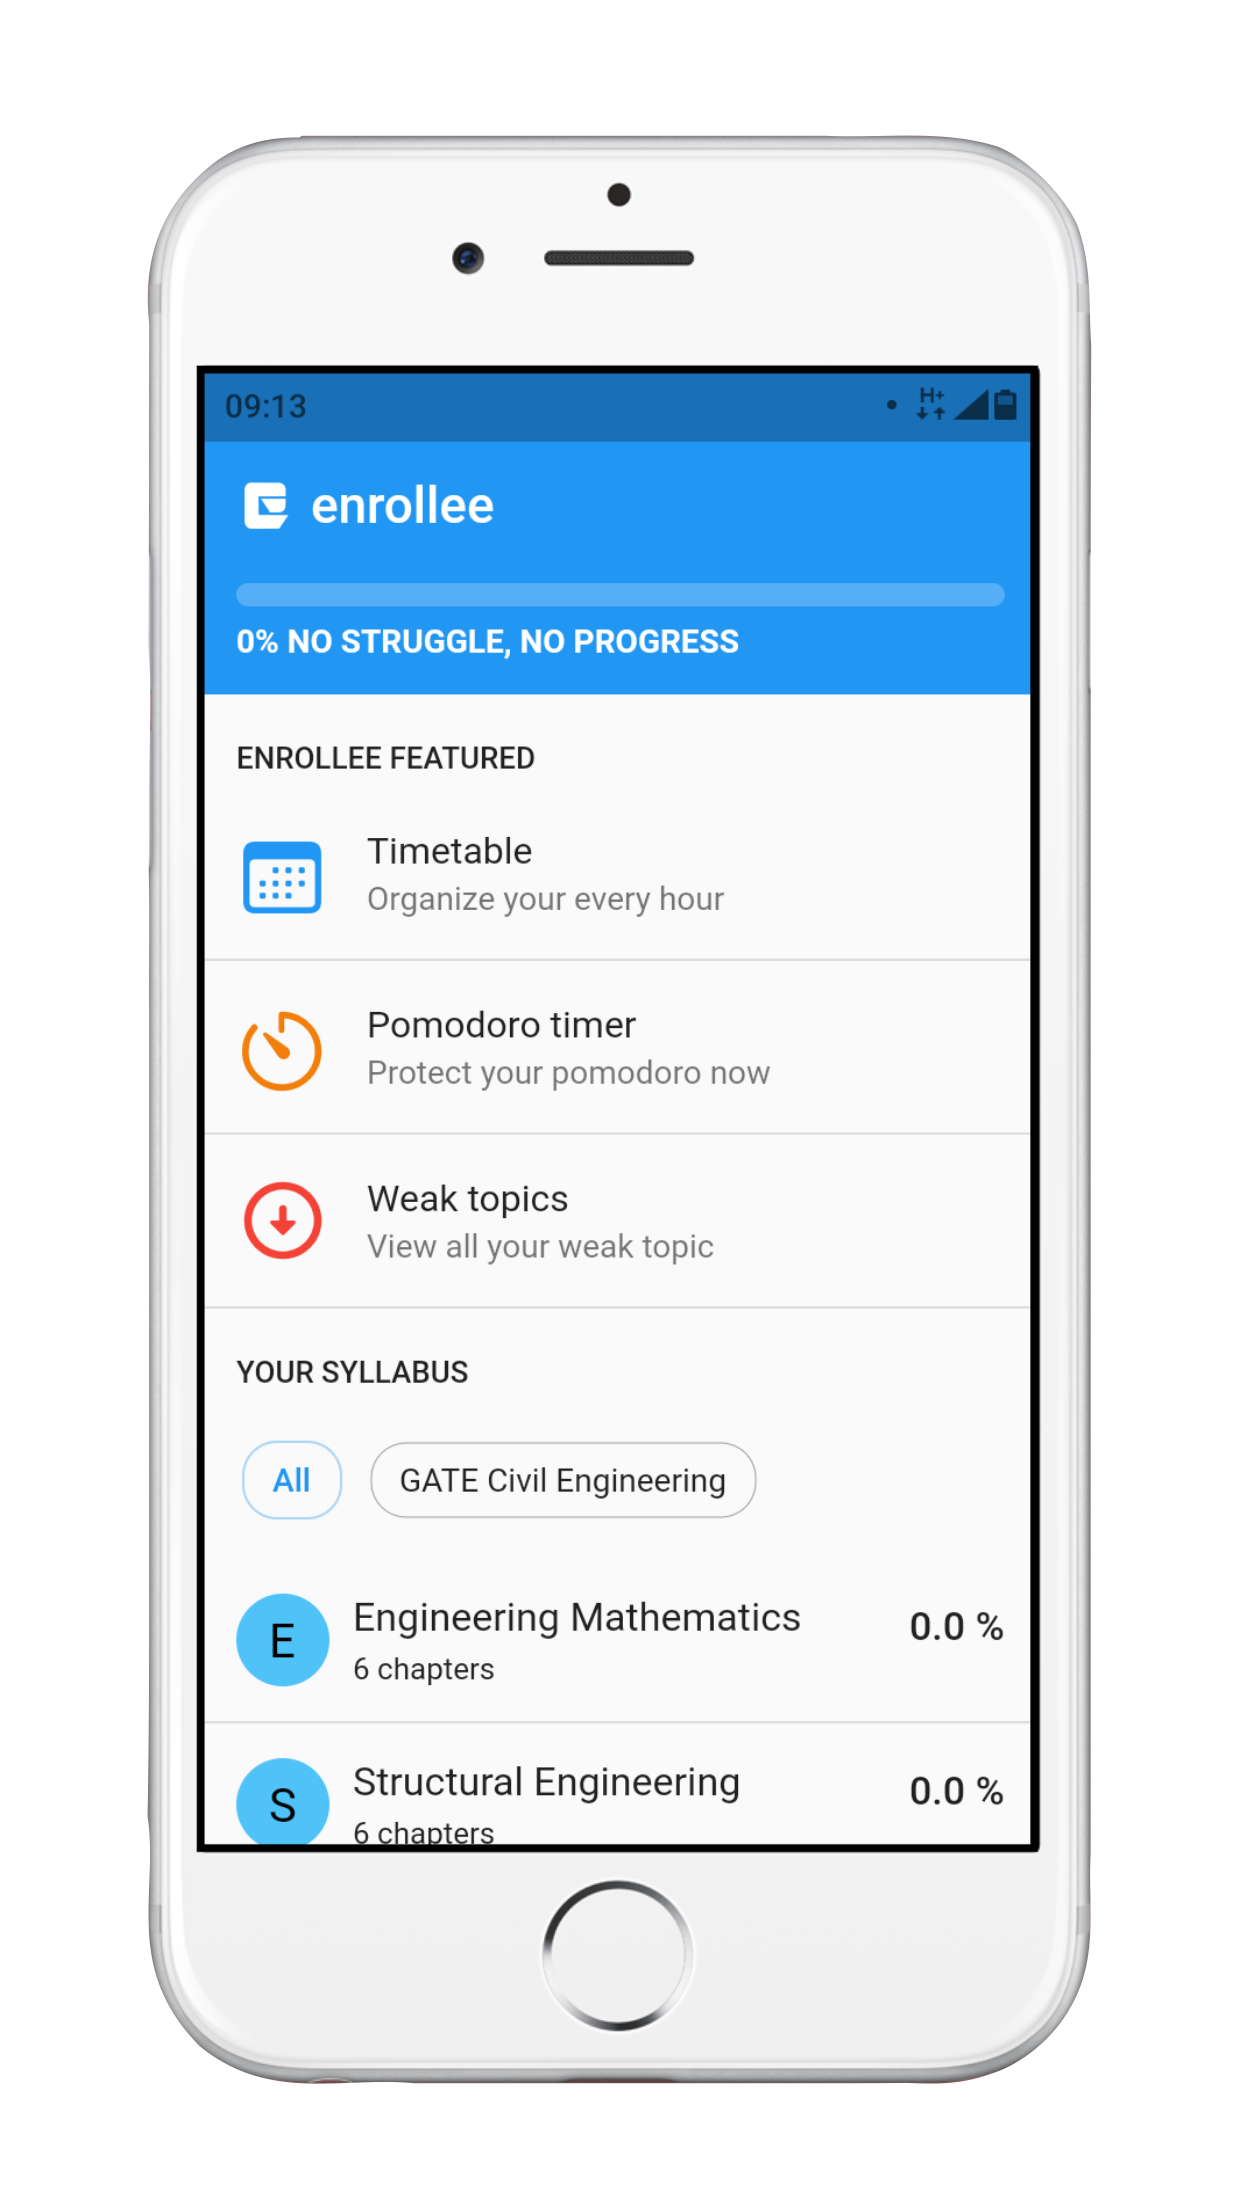 09:13
H+
enrollee
0% NO STRUGGLE, NO PROGRESS
ENROLLEE FEATURED
Timetable
Organize your every hour
Pomodoro timer
Protect your pomodoro now
Weak topics
View all your weak topic
YOUR SYLLABUS
All
GATE Civil Engineering
E
Engineering Mathematics
0.0 %
6 chapters
S
Structural Engineering
0.0 %
6 chapters